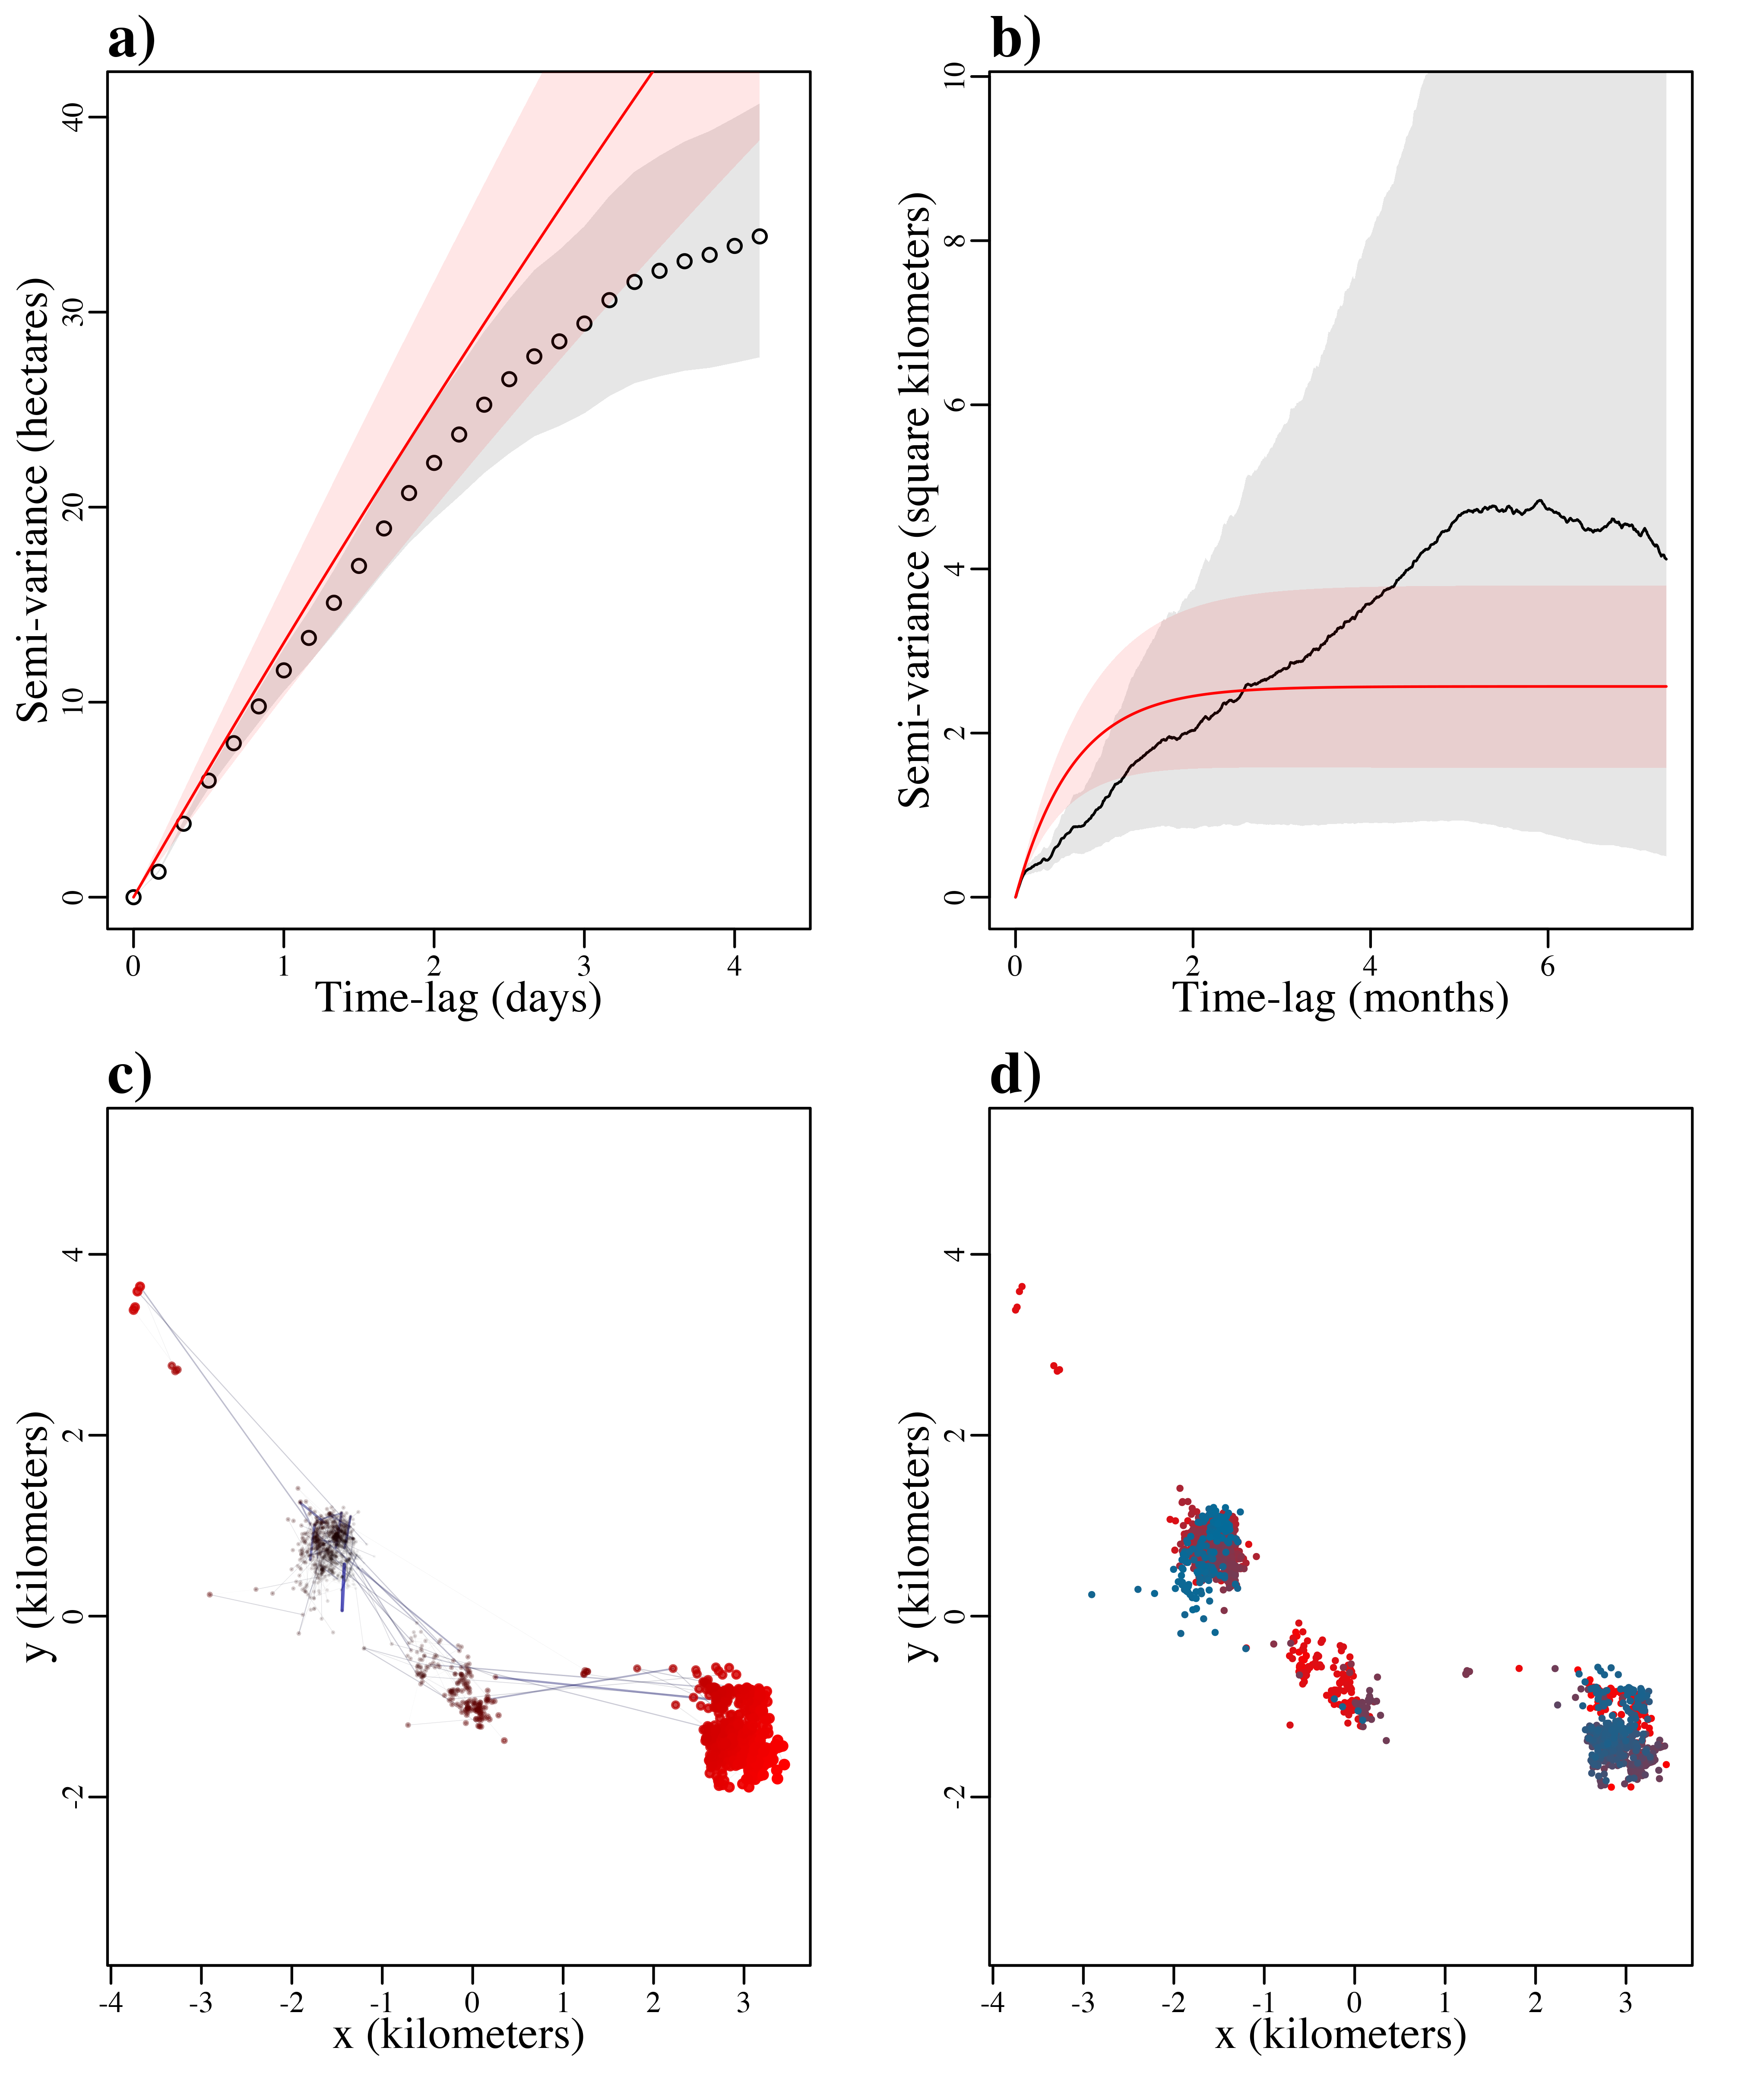 a)
Semi-variance (hectares)
0 10 20 30 40
0 1 2 3 4
Time-lag (days)
b)
Semi-variance (square kilometers)
0 2 4 6 8 10
0 2 4 6
Time-lag (months)
c)
y (kilometers)
-2 0 2 4
-4 -3 -2 -1 0 1 2 3
x (kilometers)
d)
y (kilometers)
-2 0 2 4
-4 -3 -2 -1 0 1 2 3
x (kilometers)